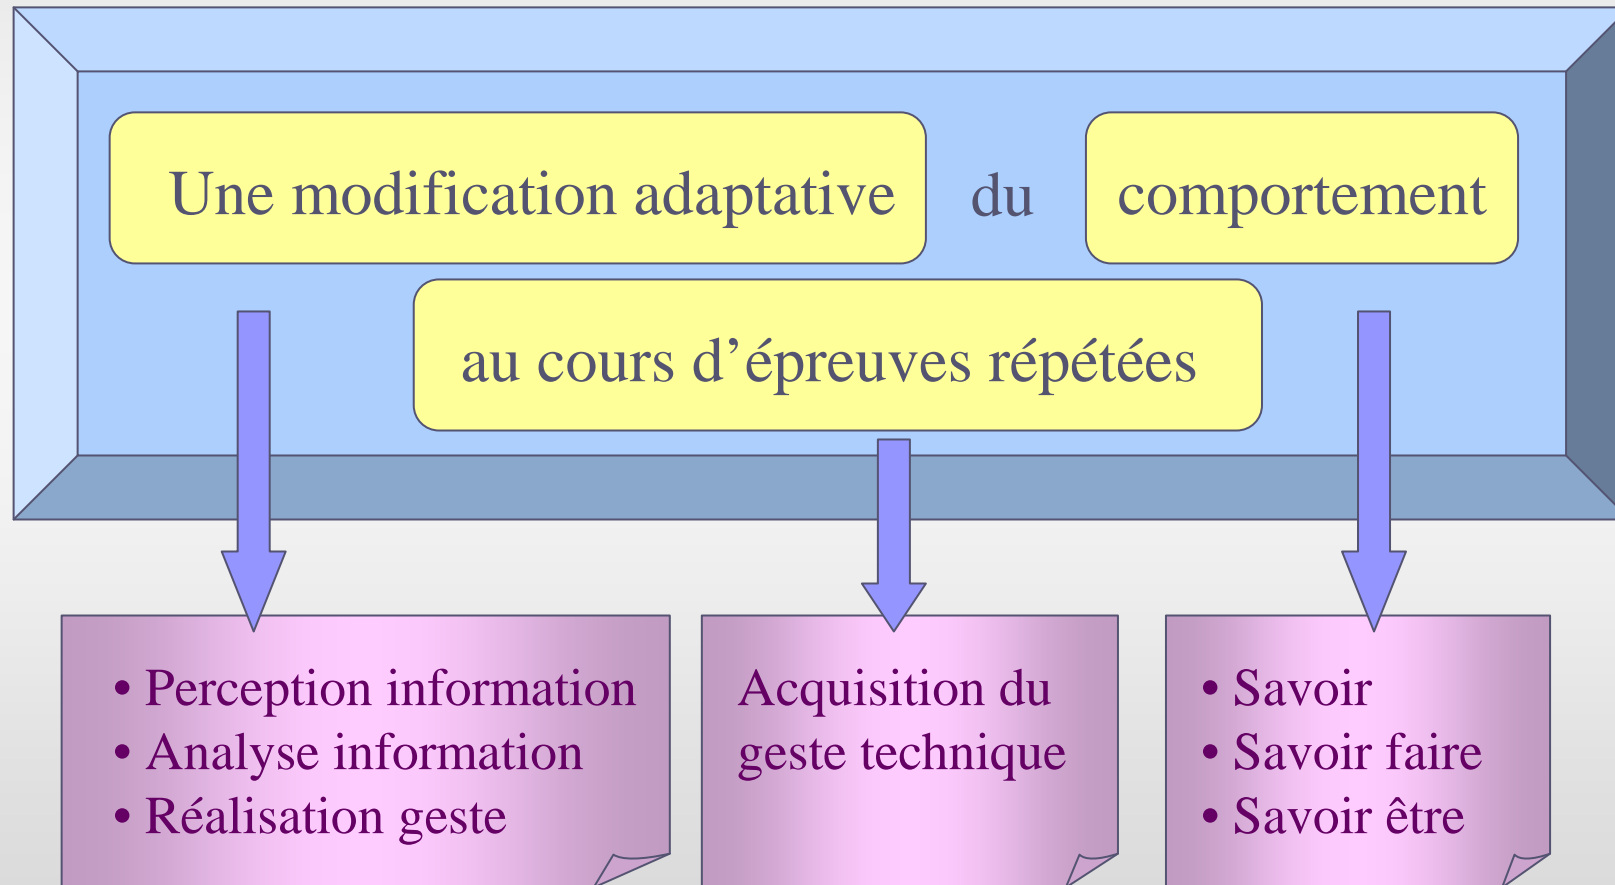 Une modification adaptative du comportement
au cours d’épreuves répétées
• Perception information
• Analyse information
• Réalisation geste
Acquisition du
geste technique
• Savoir
• Savoir faire
• Savoir être